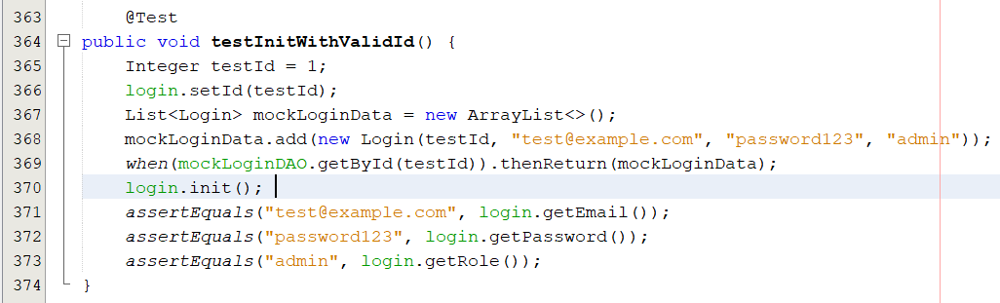 363 @Test
364 public void testInitWithValidId() {
365 Integer testId = 1;
366 login.setId(testId);
367 List<Login> mockLoginData = new ArrayList<>();
368 mockLoginData.add(new Login(testId, "test@example.com", "password123", "admin"));
369 when(mockLoginDAO.getById(testId)).thenReturn(mockLoginData);
370 login.init();
371 assertEquals("test@example.com", login.getEmail());
372 assertEquals("password123", login.getPassword());
373 assertEquals("admin", login.getRole());
374 }